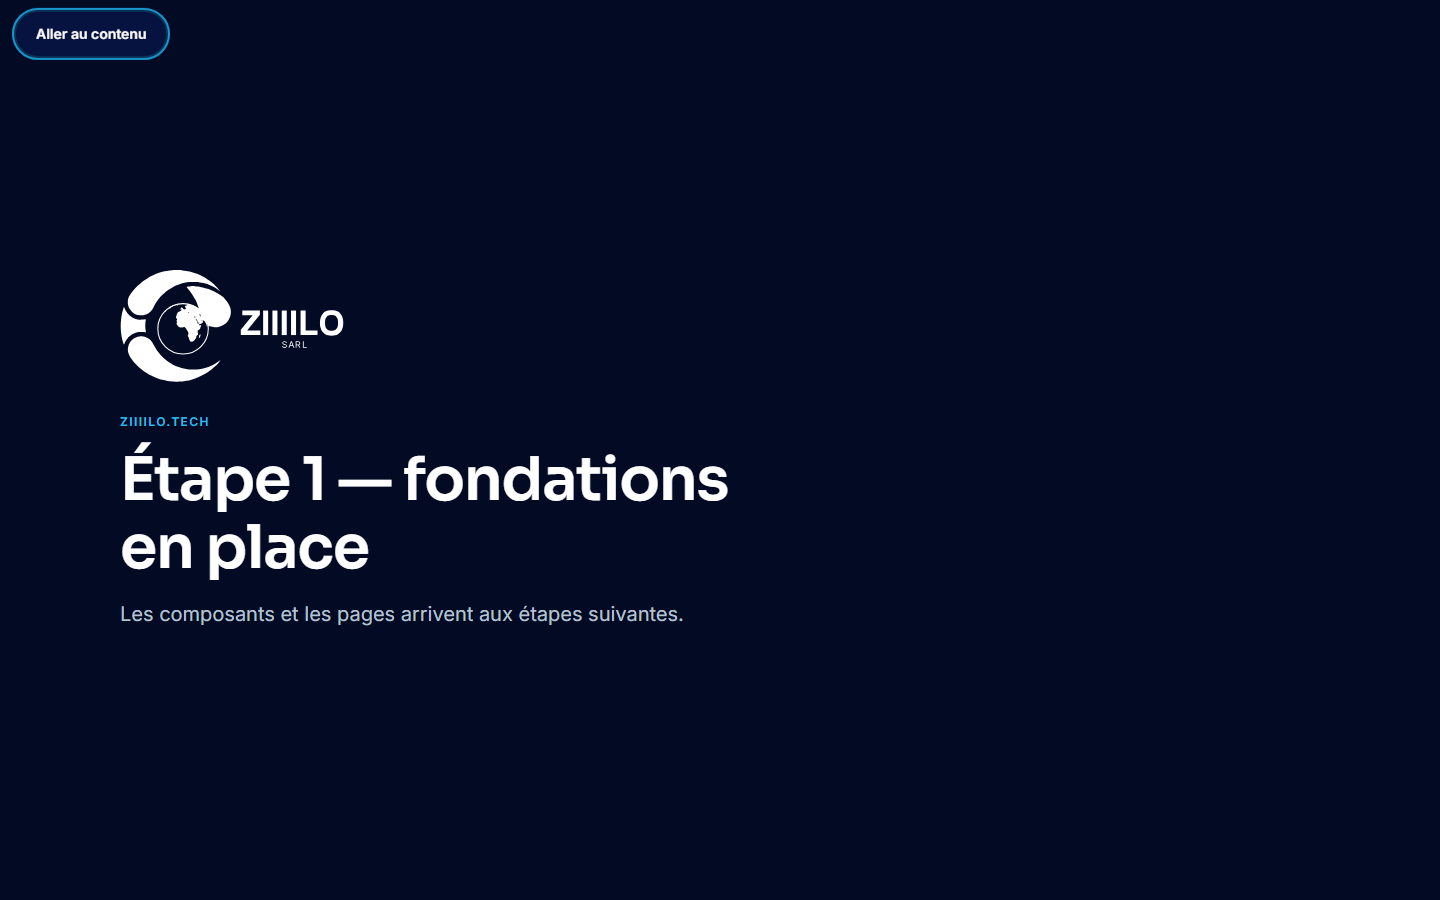 Aller au contenu
ZIIIILO
SARL
ZIIIILO.TECH
Étape 1 — fondations
en place
Les composants et les pages arrivent aux étapes suivantes.